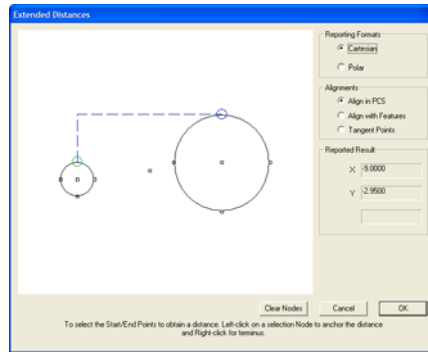 Extended Distances
Reporting Formats
Cartesian
Polar
Alignments
Align in PCS
Align with Features
Tangent Points
Reported Result
X -9.0000
Y -2.9500
Clear Nodes Cancel OK
To select the Start/End Points to obtain a distance. Left-click on a selection Node to anchor the distance
and Right-click for terminus.